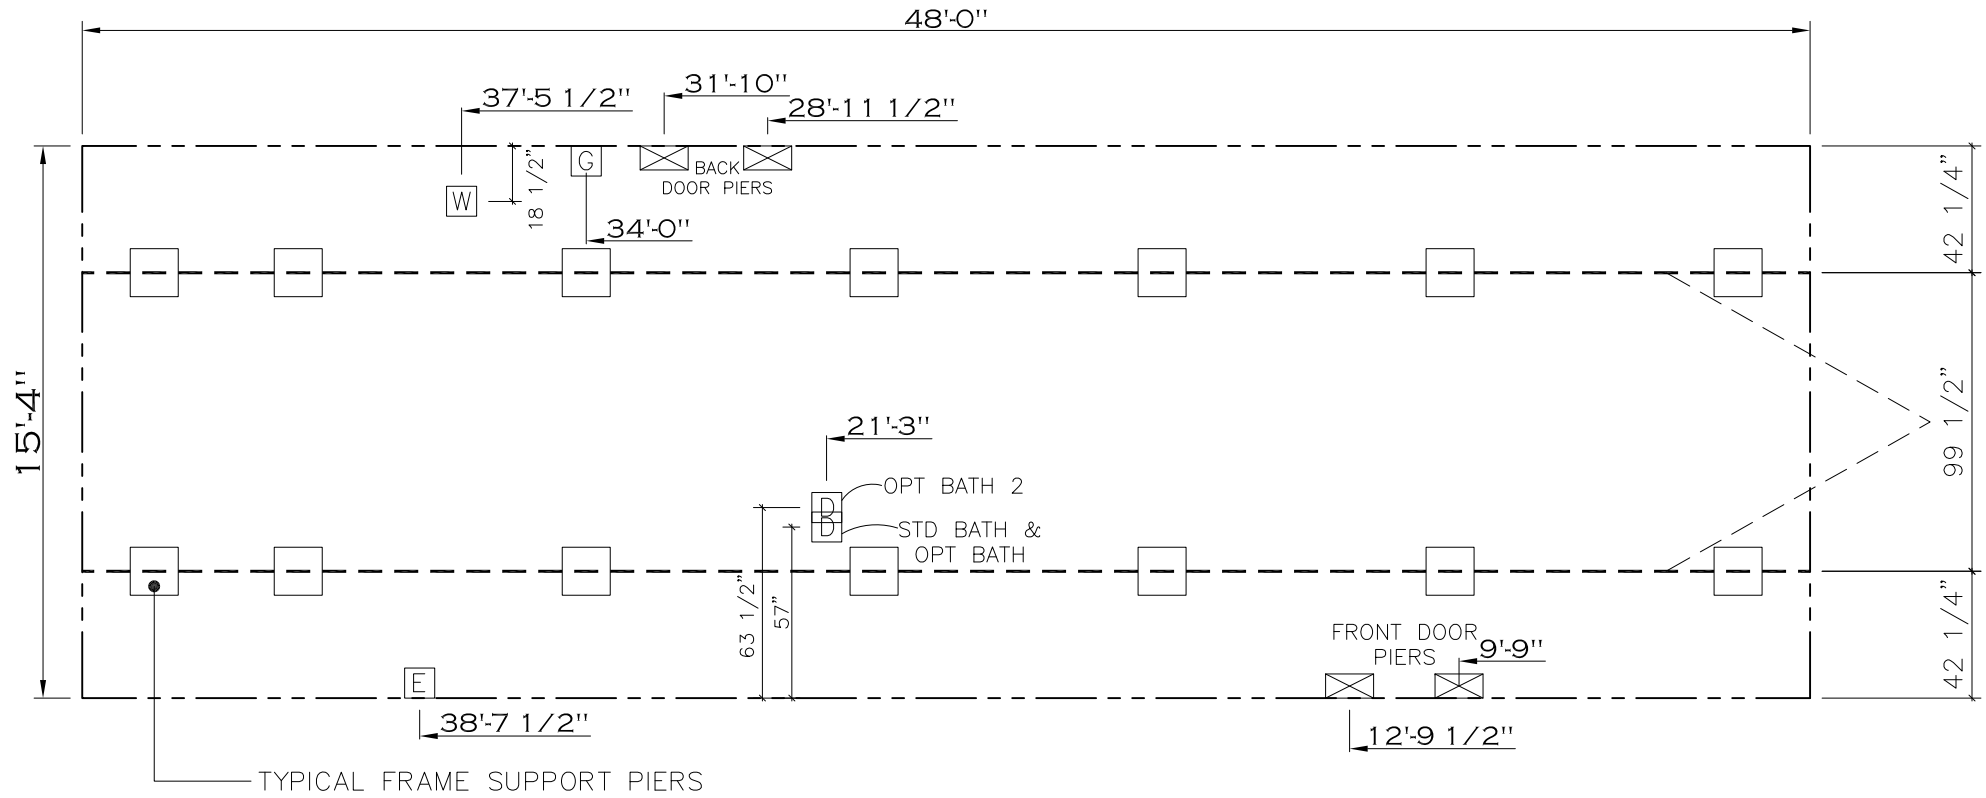 48'-0"
31'-10"
37'-5 1/2"
28'-11 1/2"
G
BACK
DOOR PIERS
W
18 1/2"
34'-0"
42 1/4"
15'-4"
99 1/2"
21'-3"
OPT BATH 2
D
D
STD BATH &
OPT BATH
63 1/2"
57"
42 1/4"
FRONT DOOR
PIERS
9'-9"
E
38'-7 1/2"
12'-9 1/2"
TYPICAL FRAME SUPPORT PIERS